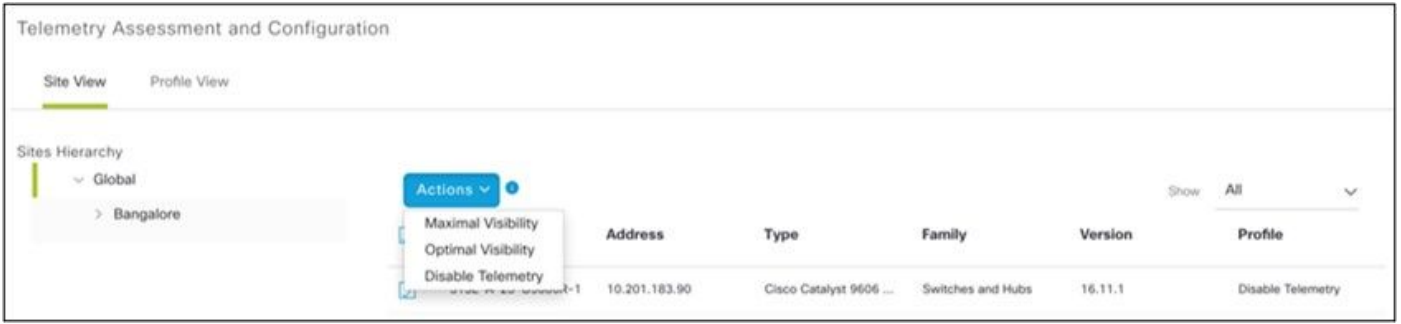 Telemetry Assessment and Configuration
Site View Profile View
Sites Hierarchy
Global
Bangalore
Actions
Show All
Maximal Visibility
Optimal Visibility
Disable Telemetry
Address Type Family Version Profile
10.201.183.90 Cisco Catalyst 9606 ... Switches and Hubs 16.11.1 Disable Telemetry